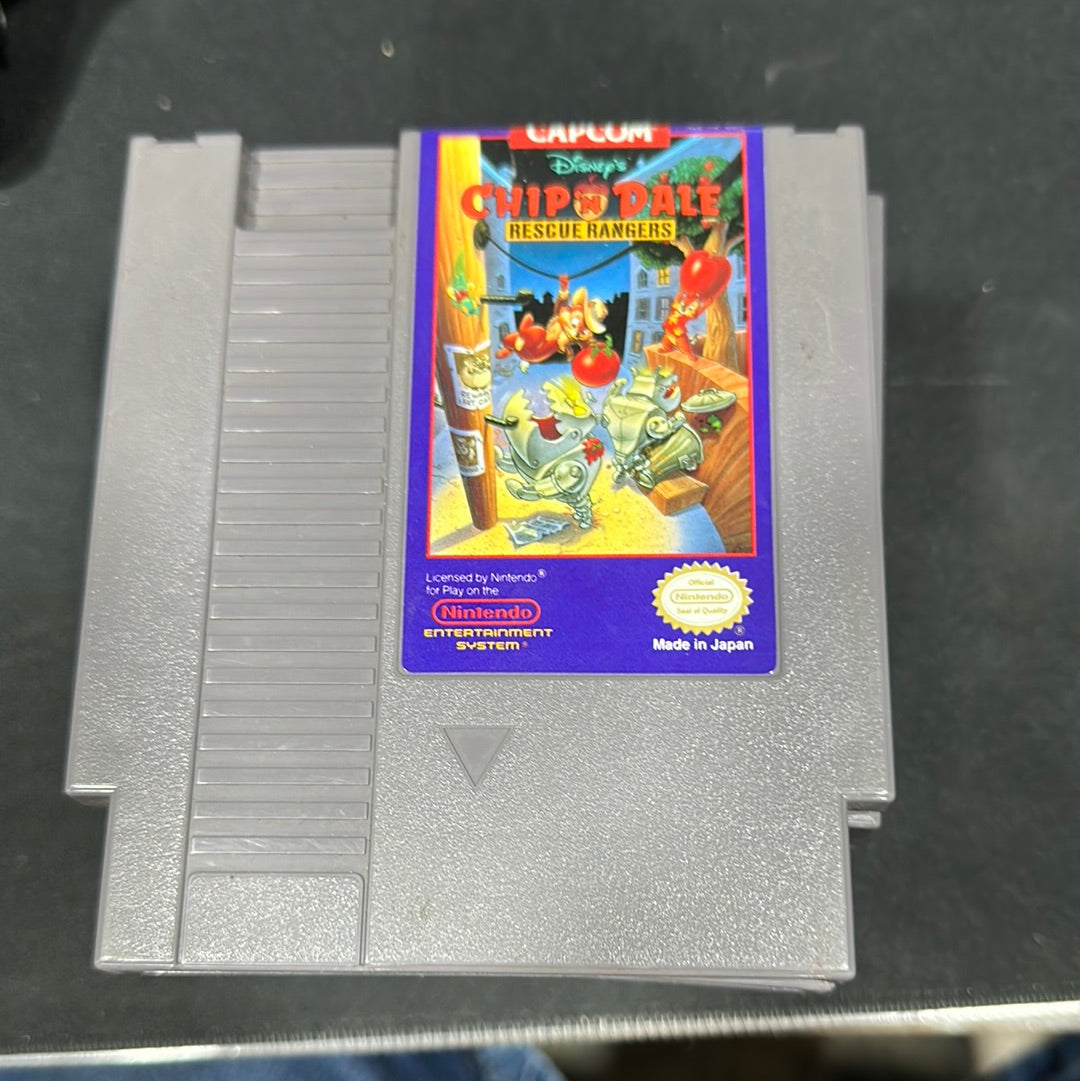 CAPCOM
Disney's
CHIP 'N DALE
RESCUE RANGERS
REWARD
Licensed by Nintendo®
for Play on the
Nintendo
ENTERTAINMENT
SYSTEM®
Official
Nintendo
Seal of Quality
®
Made in Japan